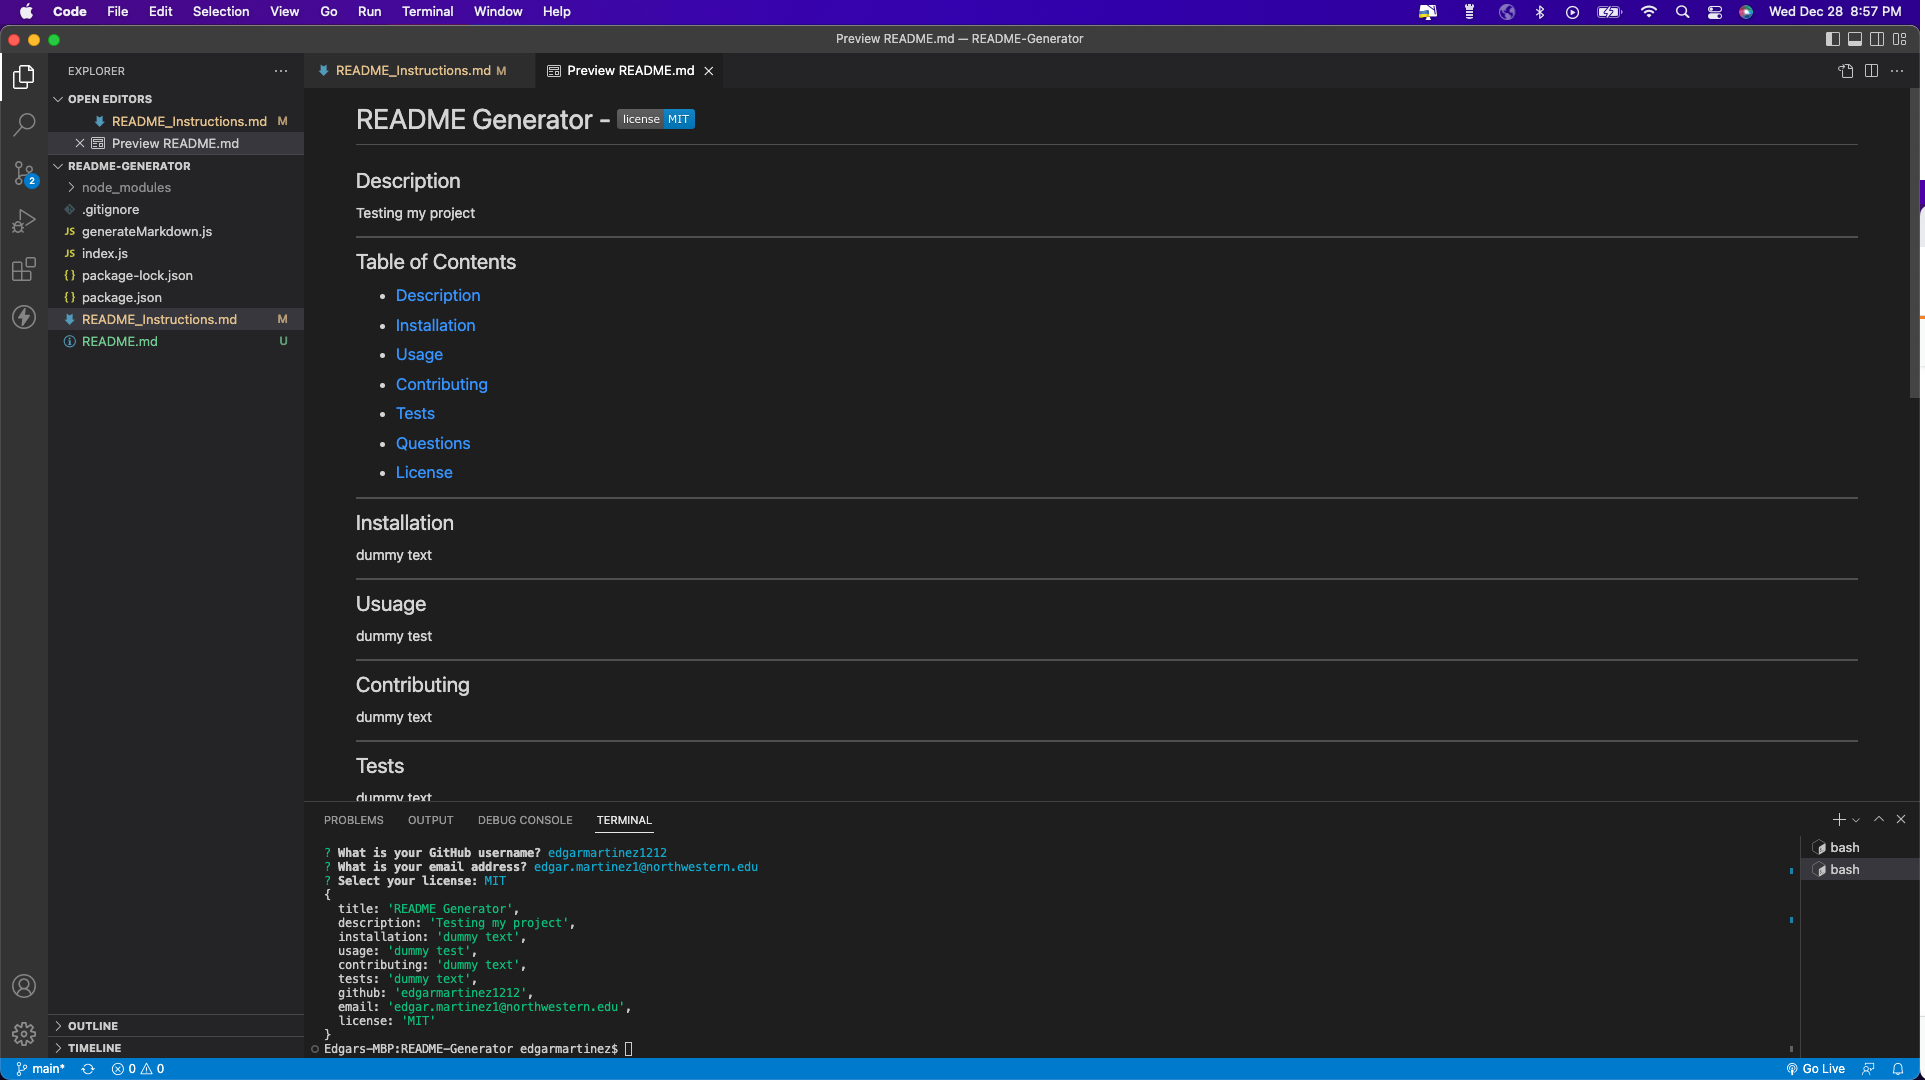 Code File Edit Selection View Go Run Terminal Window Help
Wed Dec 28 8:57 PM
Preview README.md — README-Generator
EXPLORER
README_Instructions.md M
Preview README.md
OPEN EDITORS
README_Instructions.md M
Preview README.md
README-GENERATOR
node_modules
.gitignore
JS generateMarkdown.js
JS index.js
{} package-lock.json
{} package.json
README_Instructions.md M
README.md U
2
OUTLINE
TIMELINE
README Generator - license MIT
Description
Testing my project
Table of Contents
• Description
• Installation
• Usage
• Contributing
• Tests
• Questions
• License
Installation
dummy text
Usuage
dummy test
Contributing
dummy text
Tests
dummy text
PROBLEMS OUTPUT DEBUG CONSOLE TERMINAL
? What is your GitHub username? edgarmartinez1212
? What is your email address? edgar.martinez1@northwestern.edu
? Select your license: MIT
{
title: 'README Generator',
description: 'Testing my project',
installation: 'dummy text',
usage: 'dummy test',
contributing: 'dummy text',
tests: 'dummy text',
github: 'edgarmartinez1212',
email: 'edgar.martinez1@northwestern.edu',
license: 'MIT'
}
Edgars-MBP:README-Generator edgarmartinez$
bash
bash
main* 0 0
Go Live